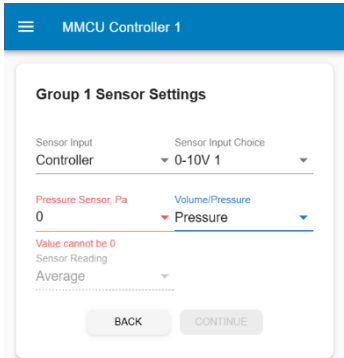 MMCU Controller 1
Group 1 Sensor Settings
Sensor Input Sensor Input Choice
Controller 0-10V 1
Pressure Sensor, Pa Volume/Pressure
0 Pressure
Value cannot be 0
Sensor Reading
Average
BACK CONTINUE